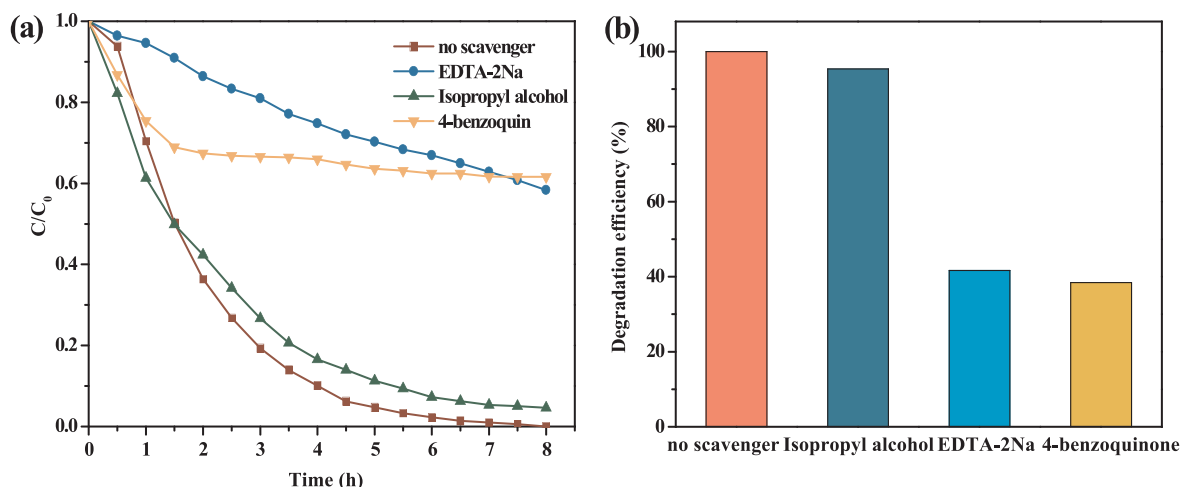 (a)
1.0
0.8
0.6
0.4
0.2
0.0
C/C0
no scavenger
EDTA-2Na
Isopropyl alcohol
4-benzoquin
0 1 2 3 4 5 6 7 8
Time (h)
(b)
100
80
60
40
20
0
Degradation efficiency (%)
no scavenger Isopropyl alcohol EDTA-2Na 4-benzoquinone